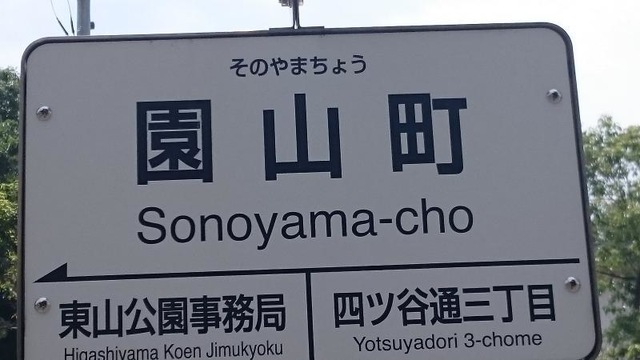 そのやまちょう
園山町
Sonoyama-cho
東山公園事務局
Higashiyama Koen Jimukyoku
四ツ谷通三丁目
Yotsuyadori 3-chome